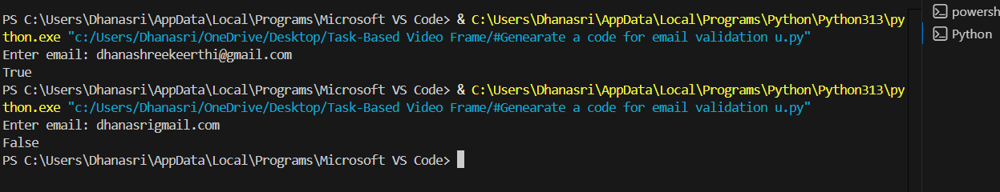 PS C:\Users\Dhanasri\AppData\Local\Programs\Microsoft VS Code> & C:\Users\Dhanasri\AppData\Local\Programs\Python\Python313\py
thon.exe "c:/Users/Dhanasri/OneDrive/Desktop/Task-Based Video Frame/#Genearate a code for email validation u.py"
Enter email: dhanashreekeerthi@gmail.com
True
PS C:\Users\Dhanasri\AppData\Local\Programs\Microsoft VS Code> & C:\Users\Dhanasri\AppData\Local\Programs\Python\Python313\py
thon.exe "c:/Users/Dhanasri/OneDrive/Desktop/Task-Based Video Frame/#Genearate a code for email validation u.py"
Enter email: dhanasrigmail.com
False
PS C:\Users\Dhanasri\AppData\Local\Programs\Microsoft VS Code>
powersh
Python